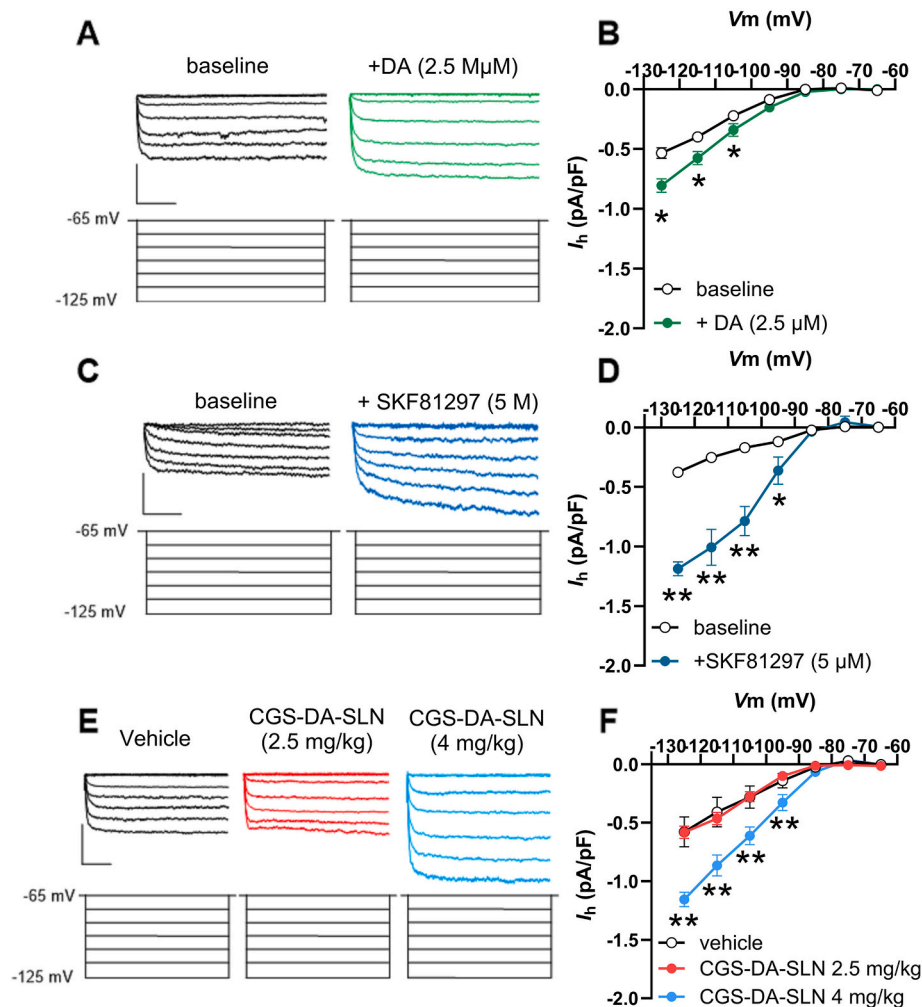 A
baseline
+DA (2.5 MµM)
-65 mV
-125 mV
B
Vm (mV)
-130 -120 -110 -100 -90 -80 -70 -60
0.0
-0.5
-1.0
-1.5
-2.0
Ih (pA/pF)
*
*
*
baseline
+ DA (2.5 µM)
C
baseline
+ SKF81297 (5 M)
-65 mV
-125 mV
D
Vm (mV)
-130 -120 -110 -100 -90 -80 -70 -60
0.0
-0.5
-1.0
-1.5
-2.0
Ih (pA/pF)
*
**
**
**
baseline
+SKF81297 (5 µM)
E
Vehicle
CGS-DA-SLN
(2.5 mg/kg)
CGS-DA-SLN
(4 mg/kg)
-65 mV
-125 mV
F
Vm (mV)
-130 -120 -110 -100 -90 -80 -70 -60
0.0
-0.5
-1.0
-1.5
-2.0
Ih (pA/pF)
**
**
**
**
vehicle
CGS-DA-SLN 2.5 mg/kg
CGS-DA-SLN 4 mg/kg